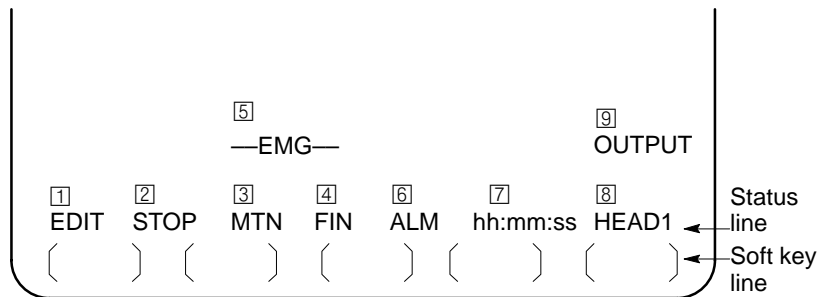 5 9
—EMG— OUTPUT
1 2 3 4 6 7 8 Status
EDIT STOP MTN FIN ALM hh:mm:ss HEAD1 line
( ) ( ) ( ) ( ) ( ) Soft key
line